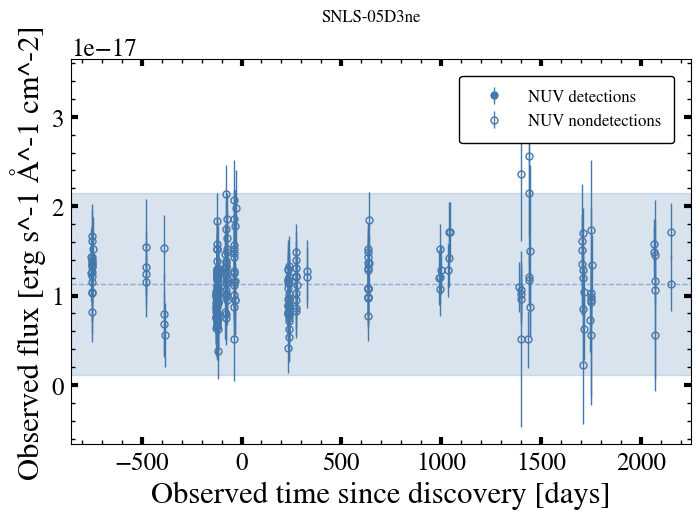 SNLS-05D3ne
1e−17
NUV detections
NUV nondetections
3
2
1
0
Observed flux [erg s^-1 Å^-1 cm^-2]
−500
0
500
1000
1500
2000
Observed time since discovery [days]